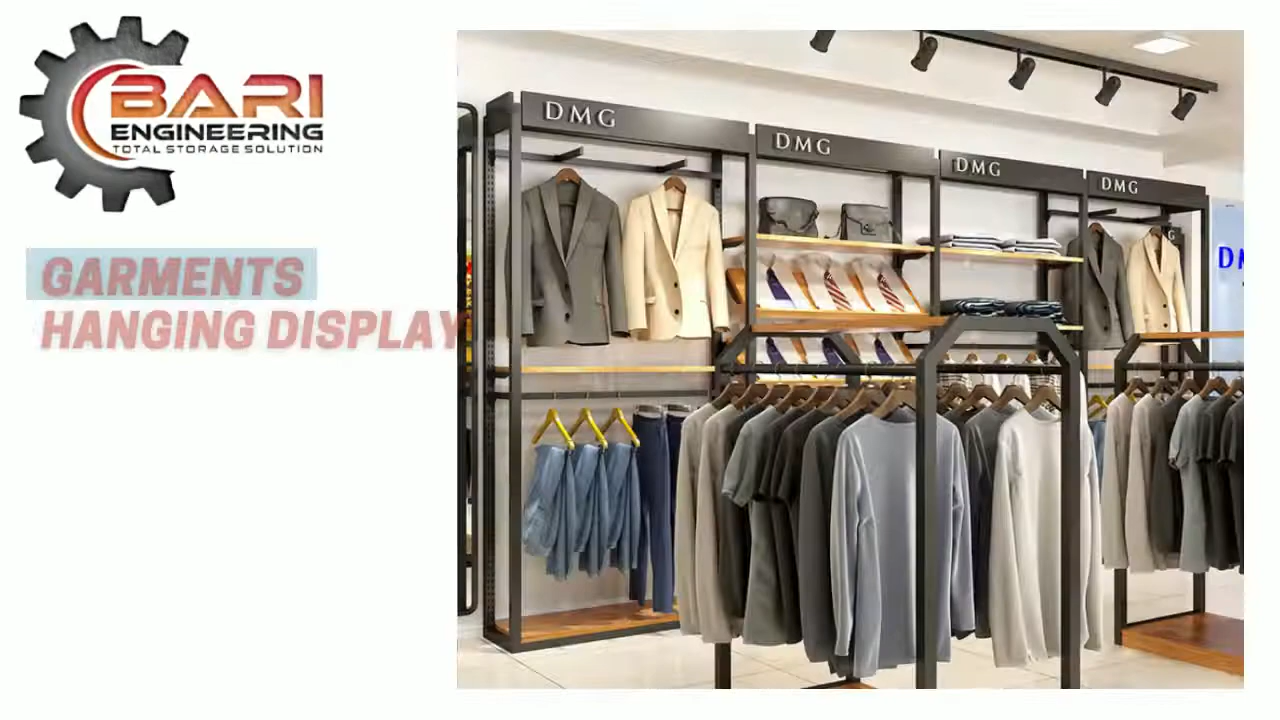 BARI
ENGINEERING
TOTAL STORAGE SOLUTION
GARMENTS
HANGING DISPLAY
DMG
DMG
DMG
DMG